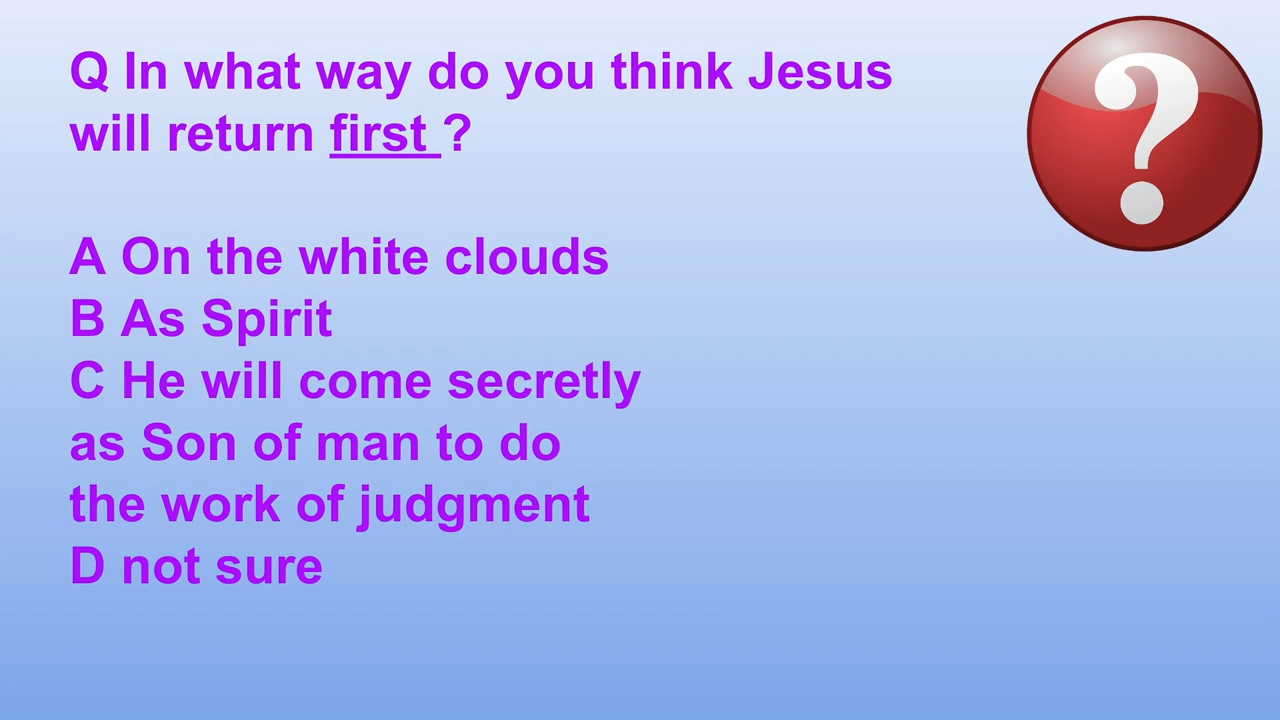 Q In what way do you think Jesus
will return first ?
A On the white clouds
B As Spirit
C He will come secretly
as Son of man to do
the work of judgment
D not sure
?